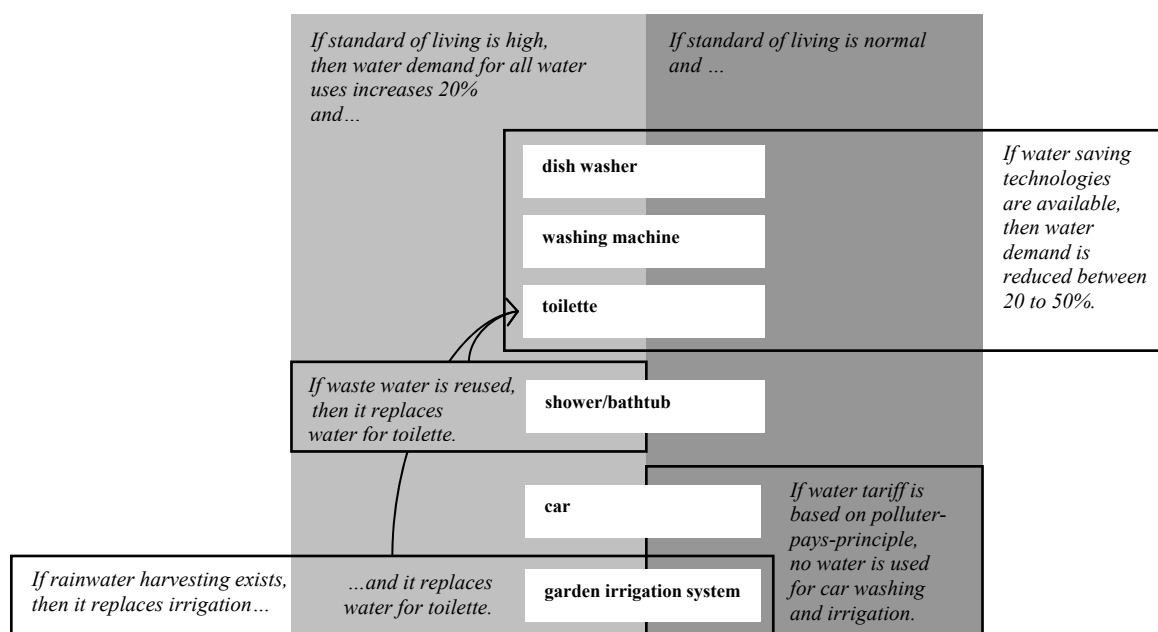 If standard of living is high,
then water demand for all water
uses increases 20%
and…
If standard of living is normal
and …
dish washer
washing machine
toilette
If water saving
technologies
are available,
then water
demand is
reduced between
20 to 50%.
If waste water is reused,
then it replaces
water for toilette.
shower/bathtub
car
If water tariff is
based on polluter-
pays-principle,
no water is used
for car washing
and irrigation.
If rainwater harvesting exists,
then it replaces irrigation…
…and it replaces
water for toilette.
garden irrigation system